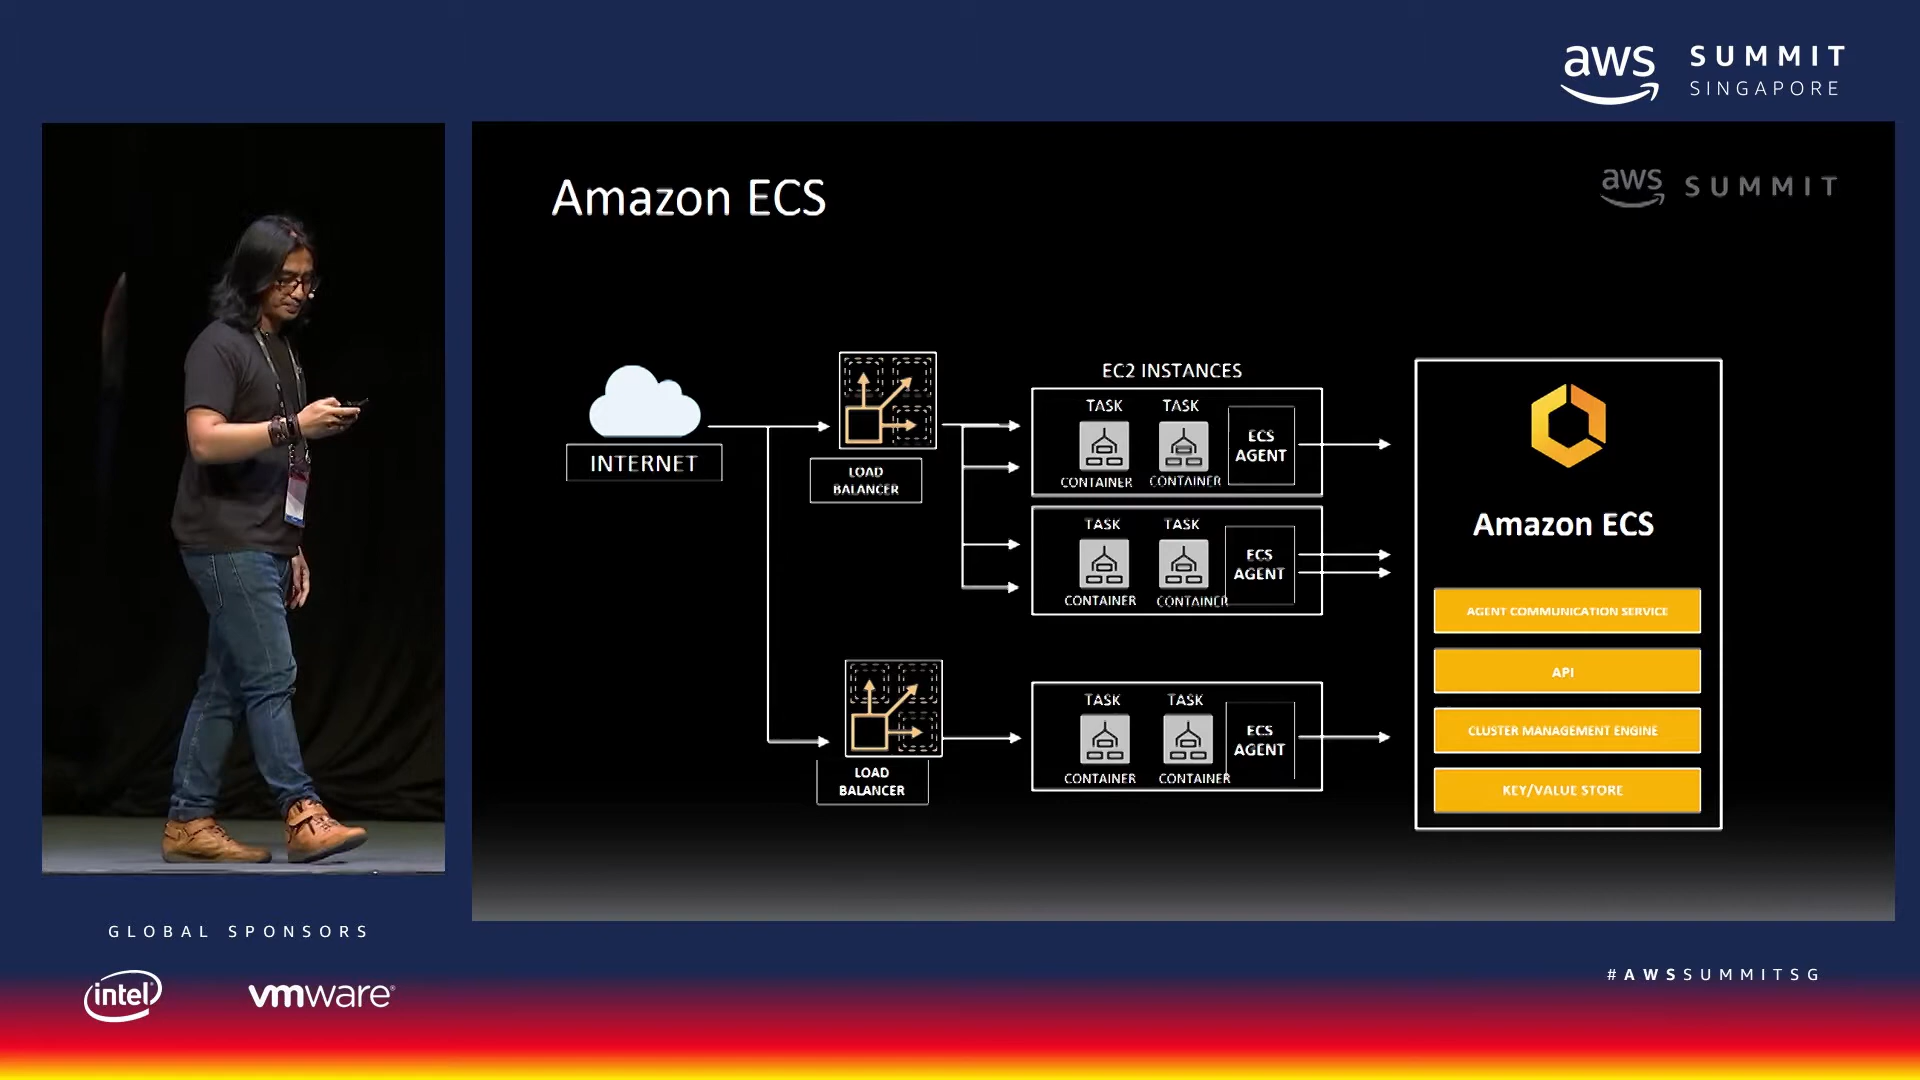 aws SUMMIT
SINGAPORE
Amazon ECS
aws SUMMIT
INTERNET
LOAD
BALANCER
LOAD
BALANCER
EC2 INSTANCES
TASK TASK
CONTAINER CONTAINER
ECS
AGENT
TASK TASK
CONTAINER CONTAINER
ECS
AGENT
TASK TASK
CONTAINER CONTAINER
ECS
AGENT
Amazon ECS
AGENT COMMUNICATION SERVICE
API
CLUSTER MANAGEMENT ENGINE
KEY/VALUE STORE
GLOBAL SPONSORS
intel
vmware®
#AWSSUMMITSG